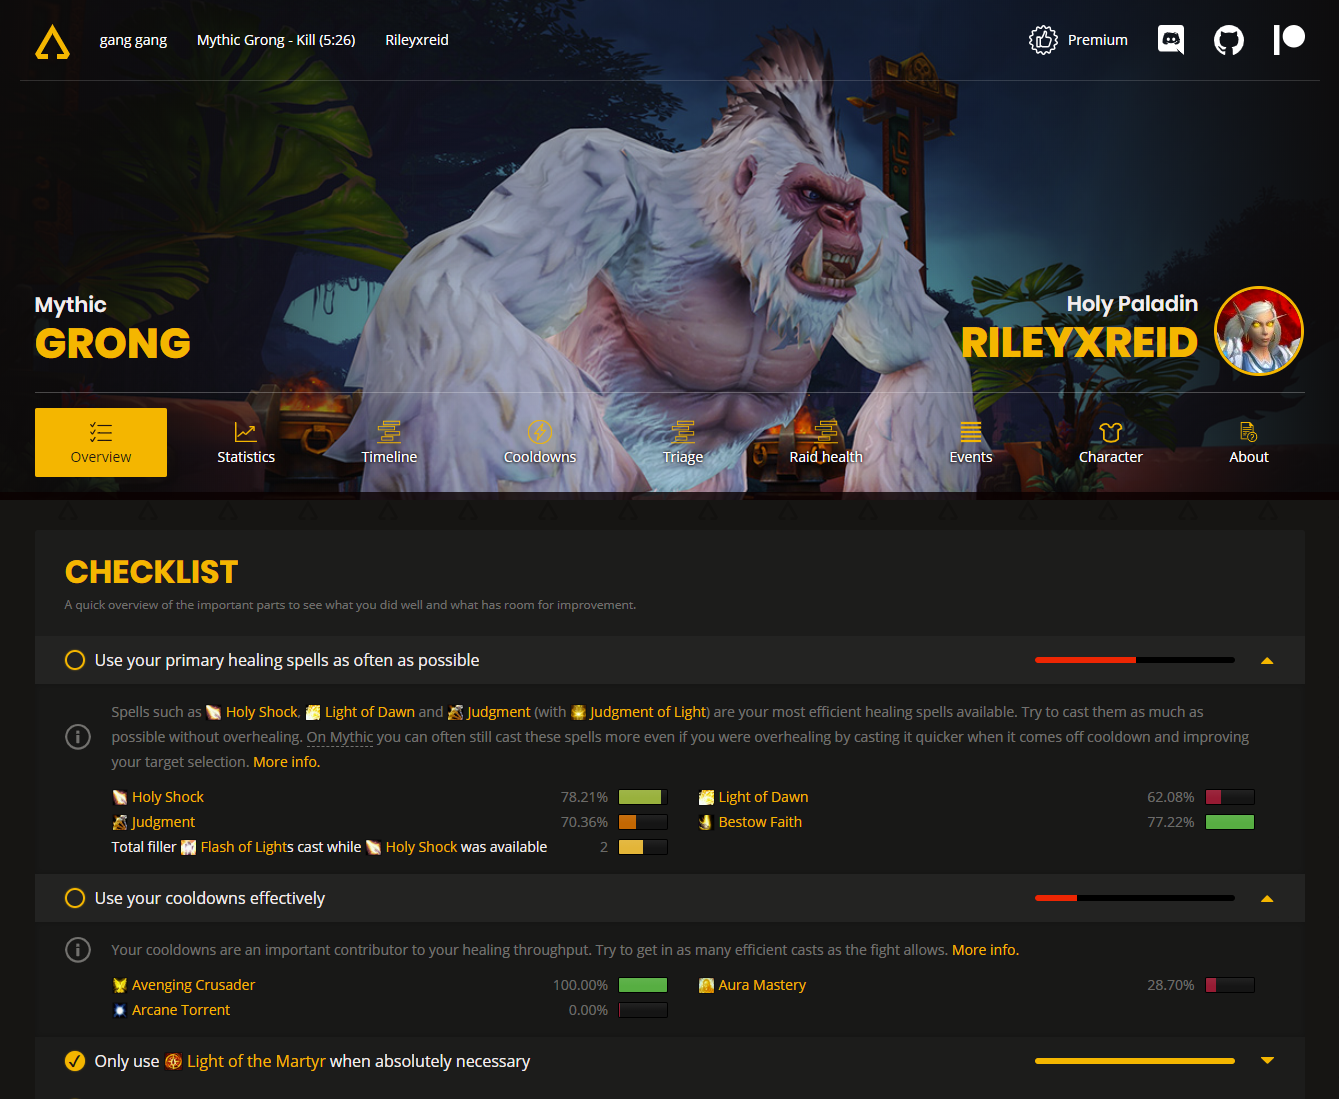 gang gang Mythic Grong - Kill (5:26) Rileyxreid Premium
Mythic
GRONG
Holy Paladin
RILEYXREID
Overview Statistics Timeline Cooldowns Triage Raid health Events Character About
CHECKLIST
A quick overview of the important parts to see what you did well and what has room for improvement.
Use your primary healing spells as often as possible
Spells such as Holy Shock, Light of Dawn and Judgment (with Judgment of Light) are your most efficient healing spells available. Try to cast them as much as
possible without overhealing. On Mythic you can often still cast these spells more even if you were overhealing by casting it quicker when it comes off cooldown and improving
your target selection. More info.
Holy Shock 78.21% Light of Dawn 62.08%
Judgment 70.36% Bestow Faith 77.22%
Total filler Flash of Lights cast while Holy Shock was available 2
Use your cooldowns effectively
Your cooldowns are an important contributor to your healing throughput. Try to get in as many efficient casts as the fight allows. More info.
Avenging Crusader 100.00% Aura Mastery 28.70%
Arcane Torrent 0.00%
Only use Light of the Martyr when absolutely necessary